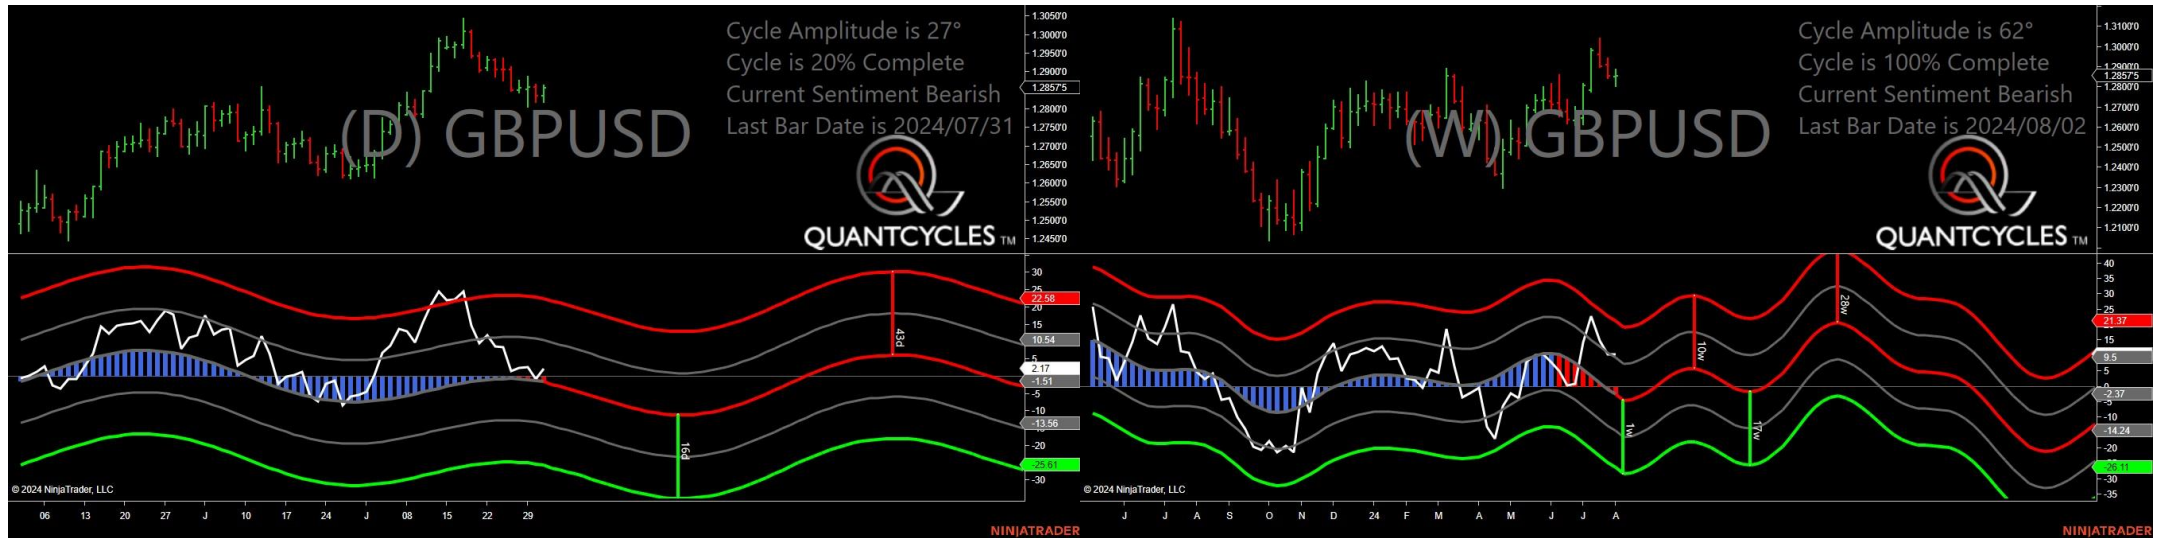 Cycle Amplitude is 27°
Cycle is 20% Complete
Current Sentiment Bearish
Last Bar Date is 2024/07/31
(D) GBPUSD
QUANTCYCLES TM
1.3050'0
1.3000'0
1.2950'0
1.2900'0
1.2857'5
1.2800'0
1.2750'0
1.2700'0
1.2650'0
1.2600'0
1.2550'0
1.2500'0
1.2450'0
30
25
22.58
20
15
10.54
5
2.17
-1.51
-5
-10
-13.56
-20
-25.61
-30
43d
16d
© 2024 NinjaTrader, LLC
06 13 20 27 J 10 17 24 J 08 15 22 29
NINJATRADER
Cycle Amplitude is 62°
Cycle is 100% Complete
Current Sentiment Bearish
Last Bar Date is 2024/08/02
(W) GBPUSD
QUANTCYCLES TM
1.3100'0
1.3000'0
1.2900'0
1.2857'5
1.2800'0
1.2700'0
1.2600'0
1.2500'0
1.2400'0
1.2300'0
1.2200'0
1.2100'0
40
35
30
25
21.37
15
9.5
5
-2.37
-5
-10
-14.24
-20
-26.11
-30
-35
1w
10w
17w
28w
© 2024 NinjaTrader, LLC
J J A S O N D 24 F M A M J J A
NINJATRADER